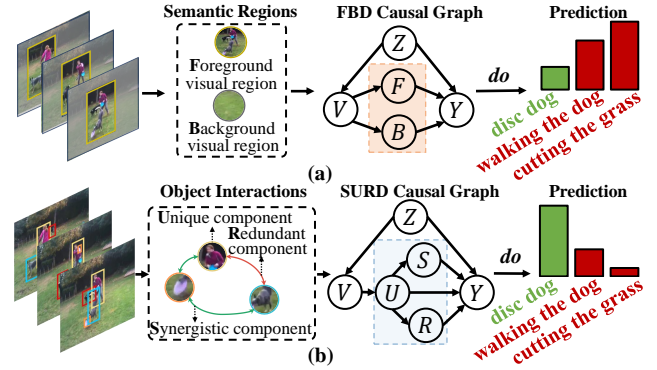 Semantic Regions
Foreground
visual region
Background
visual region
FBD Causal Graph
Z
F
V
Y
B
do
Prediction
disc dog
walking the dog
cutting the grass
(a)
Object Interactions
Unique component
Redundant
component
Synergistic component
SURD Causal Graph
Z
S
V
U
Y
R
do
Prediction
disc dog
walking the dog
cutting the grass
(b)